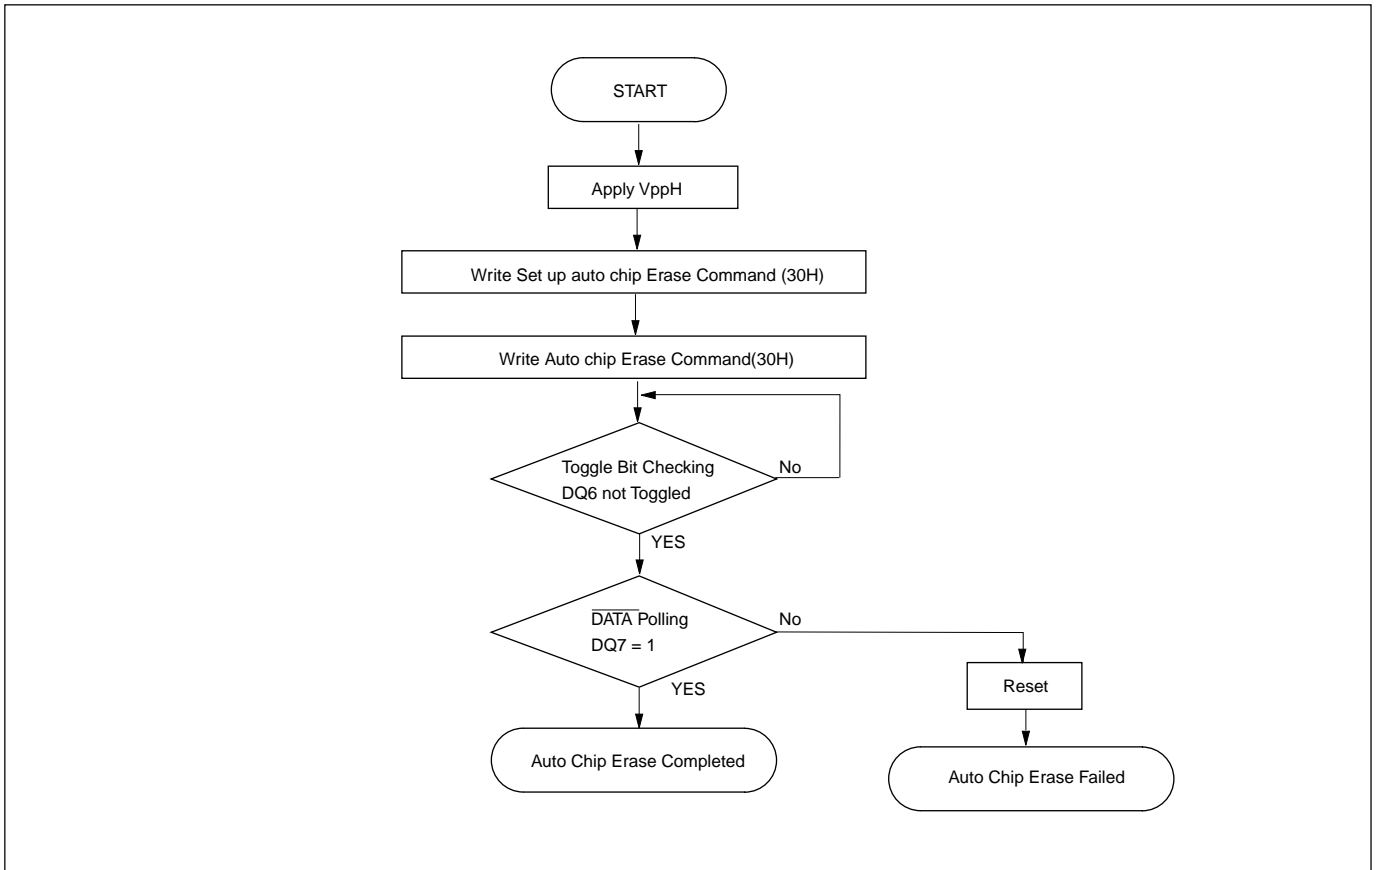 START
Apply VppH
Write Set up auto chip Erase Command (30H)
Write Auto chip Erase Command(30H)
Toggle Bit Checking
DQ6 not Toggled
No
YES
DATA Polling
DQ7 = 1
No
YES
Reset
Auto Chip Erase Completed
Auto Chip Erase Failed